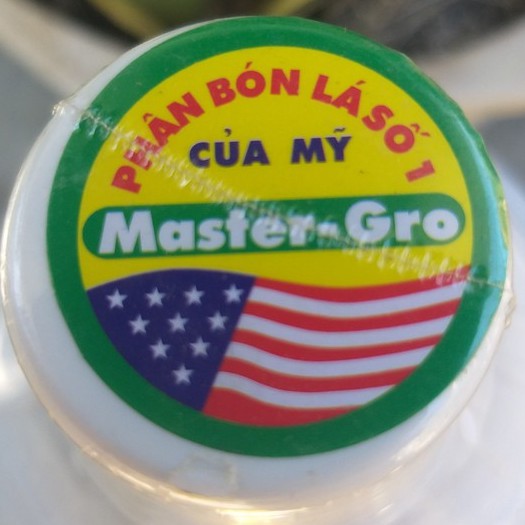 PHÂN BÓN LÁ SỐ 1
CỦA MỸ
Master-Gro